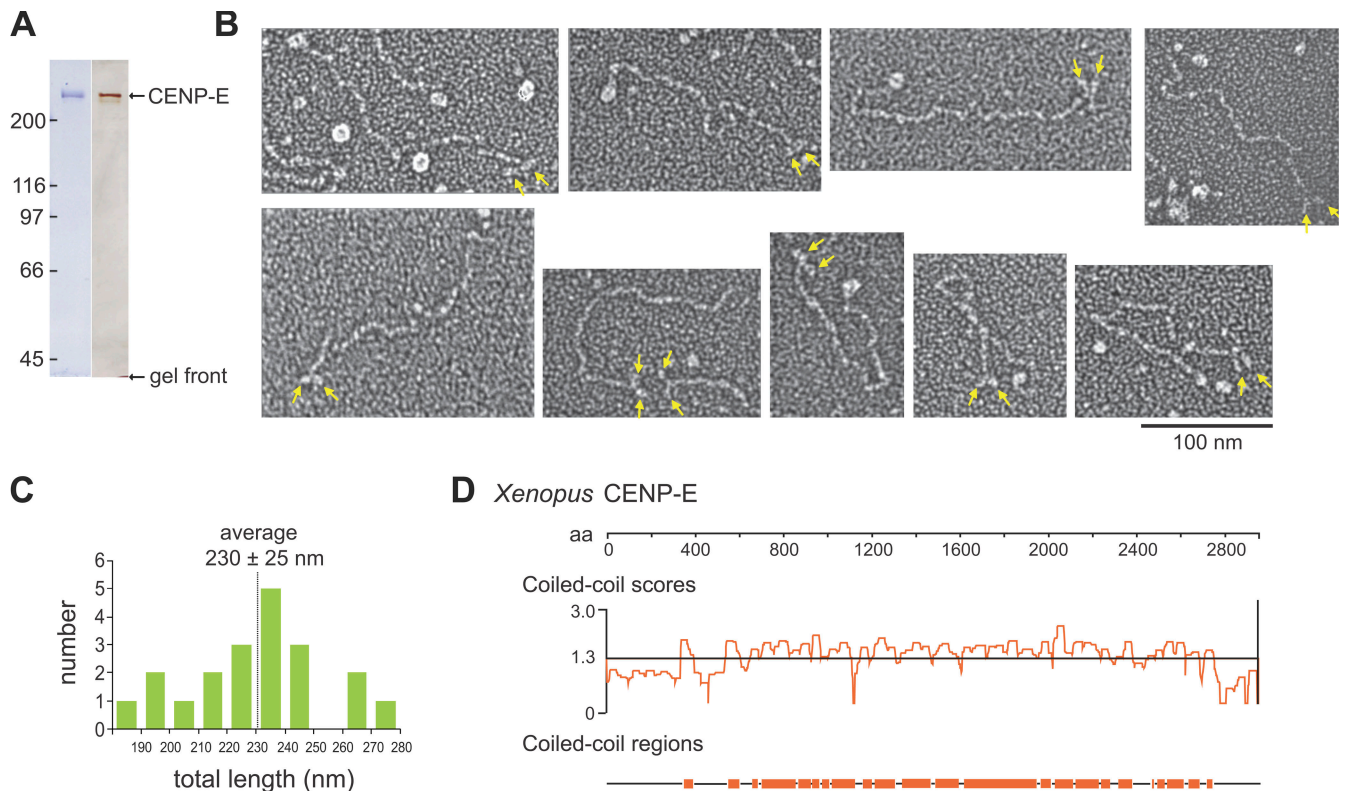 A
B
CENP-E
200
116
97
66
45
gel front
100 nm
C
average
230 ± 25 nm
6
5
4
3
2
1
0
number
190 200 210 220 230 240 250 260 270 280
total length (nm)
D Xenopus CENP-E
aa
0 400 800 1200 1600 2000 2400 2800
Coiled-coil scores
3.0
1.3
0
Coiled-coil regions